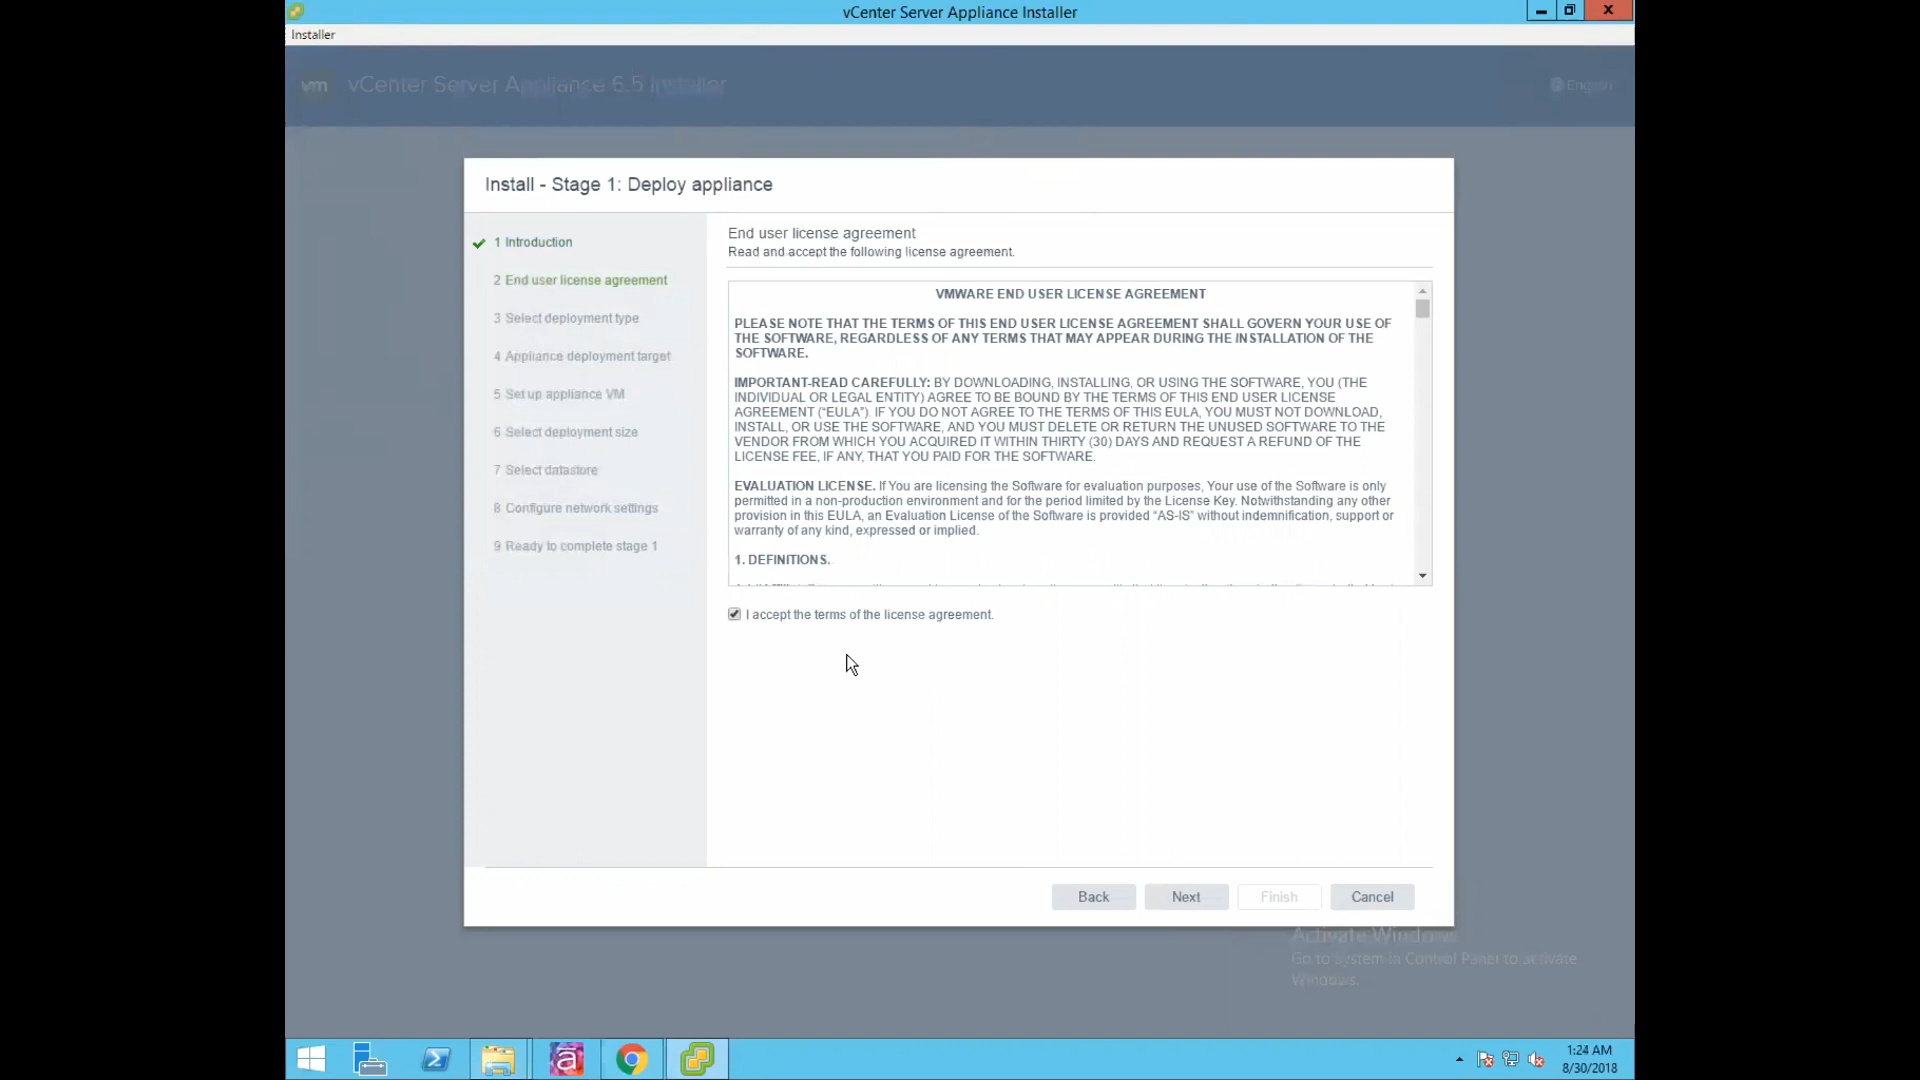 vCenter Server Appliance Installer
Installer
vm vCenter Server Appliance 6.5 Installer
English
Install - Stage 1: Deploy appliance
1 Introduction
2 End user license agreement
3 Select deployment type
4 Appliance deployment target
5 Set up appliance VM
6 Select deployment size
7 Select datastore
8 Configure network settings
9 Ready to complete stage 1
End user license agreement
Read and accept the following license agreement.
VMWARE END USER LICENSE AGREEMENT
PLEASE NOTE THAT THE TERMS OF THIS END USER LICENSE AGREEMENT SHALL GOVERN YOUR USE OF
THE SOFTWARE, REGARDLESS OF ANY TERMS THAT MAY APPEAR DURING THE INSTALLATION OF THE
SOFTWARE.
IMPORTANT-READ CAREFULLY: BY DOWNLOADING, INSTALLING, OR USING THE SOFTWARE, YOU (THE
INDIVIDUAL OR LEGAL ENTITY) AGREE TO BE BOUND BY THE TERMS OF THIS END USER LICENSE
AGREEMENT (“EULA”). IF YOU DO NOT AGREE TO THE TERMS OF THIS EULA, YOU MUST NOT DOWNLOAD,
INSTALL, OR USE THE SOFTWARE, AND YOU MUST DELETE OR RETURN THE UNUSED SOFTWARE TO THE
VENDOR FROM WHICH YOU ACQUIRED IT WITHIN THIRTY (30) DAYS AND REQUEST A REFUND OF THE
LICENSE FEE, IF ANY, THAT YOU PAID FOR THE SOFTWARE.
EVALUATION LICENSE. If You are licensing the Software for evaluation purposes, Your use of the Software is only
permitted in a non-production environment and for the period limited by the License Key. Notwithstanding any other
provision in this EULA, an Evaluation License of the Software is provided “AS-IS” without indemnification, support or
warranty of any kind, expressed or implied.
1. DEFINITIONS.
I accept the terms of the license agreement.
Back
Next
Finish
Cancel
Activate Windows
Go to System in Control Panel to activate
Windows.
1:24 AM
8/30/2018